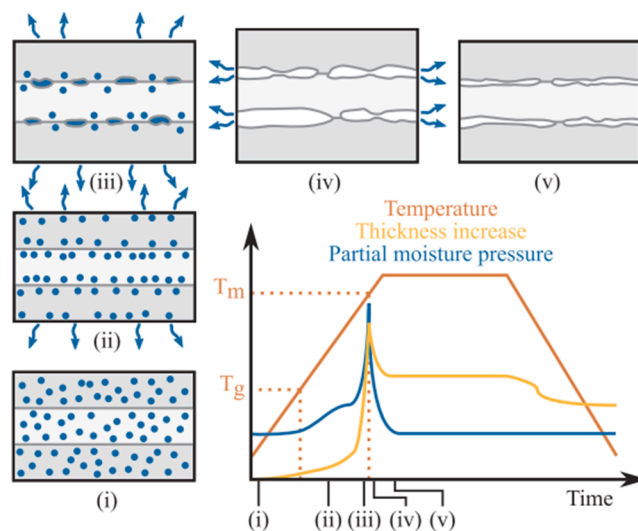 (iii)
(iv)
(v)
(ii)
(i)
Temperature
Thickness increase
Partial moisture pressure
Tm
Tg
Time
(i) (ii) (iii) (iv) (v)